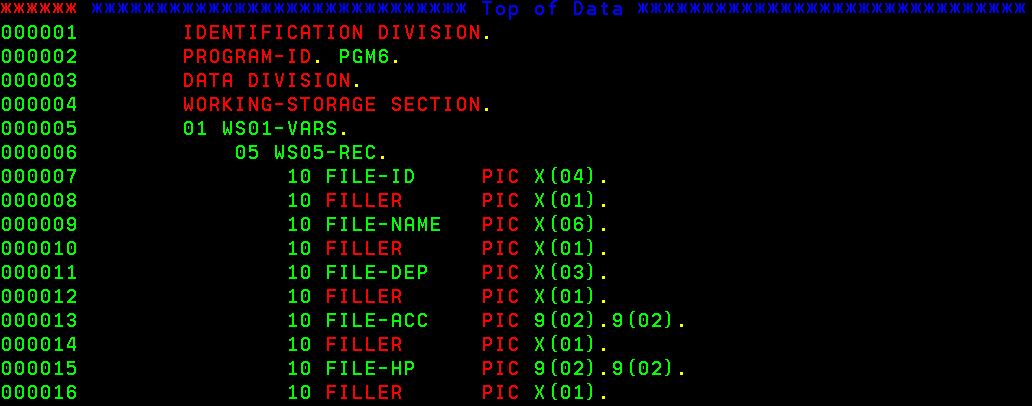 ****** ***************************** Top of Data ******************************
000001        IDENTIFICATION DIVISION.
000002        PROGRAM-ID. PGM6.
000003        DATA DIVISION.
000004        WORKING-STORAGE SECTION.
000005        01 WS01-VARS.
000006            05 WS05-REC.
000007                10 FILE-ID     PIC X(04).
000008                10 FILLER      PIC X(01).
000009                10 FILE-NAME   PIC X(06).
000010                10 FILLER      PIC X(01).
000011                10 FILE-DEP    PIC X(03).
000012                10 FILLER      PIC X(01).
000013                10 FILE-ACC    PIC 9(02).9(02).
000014                10 FILLER      PIC X(01).
000015                10 FILE-HP     PIC 9(02).9(02).
000016                10 FILLER      PIC X(01).